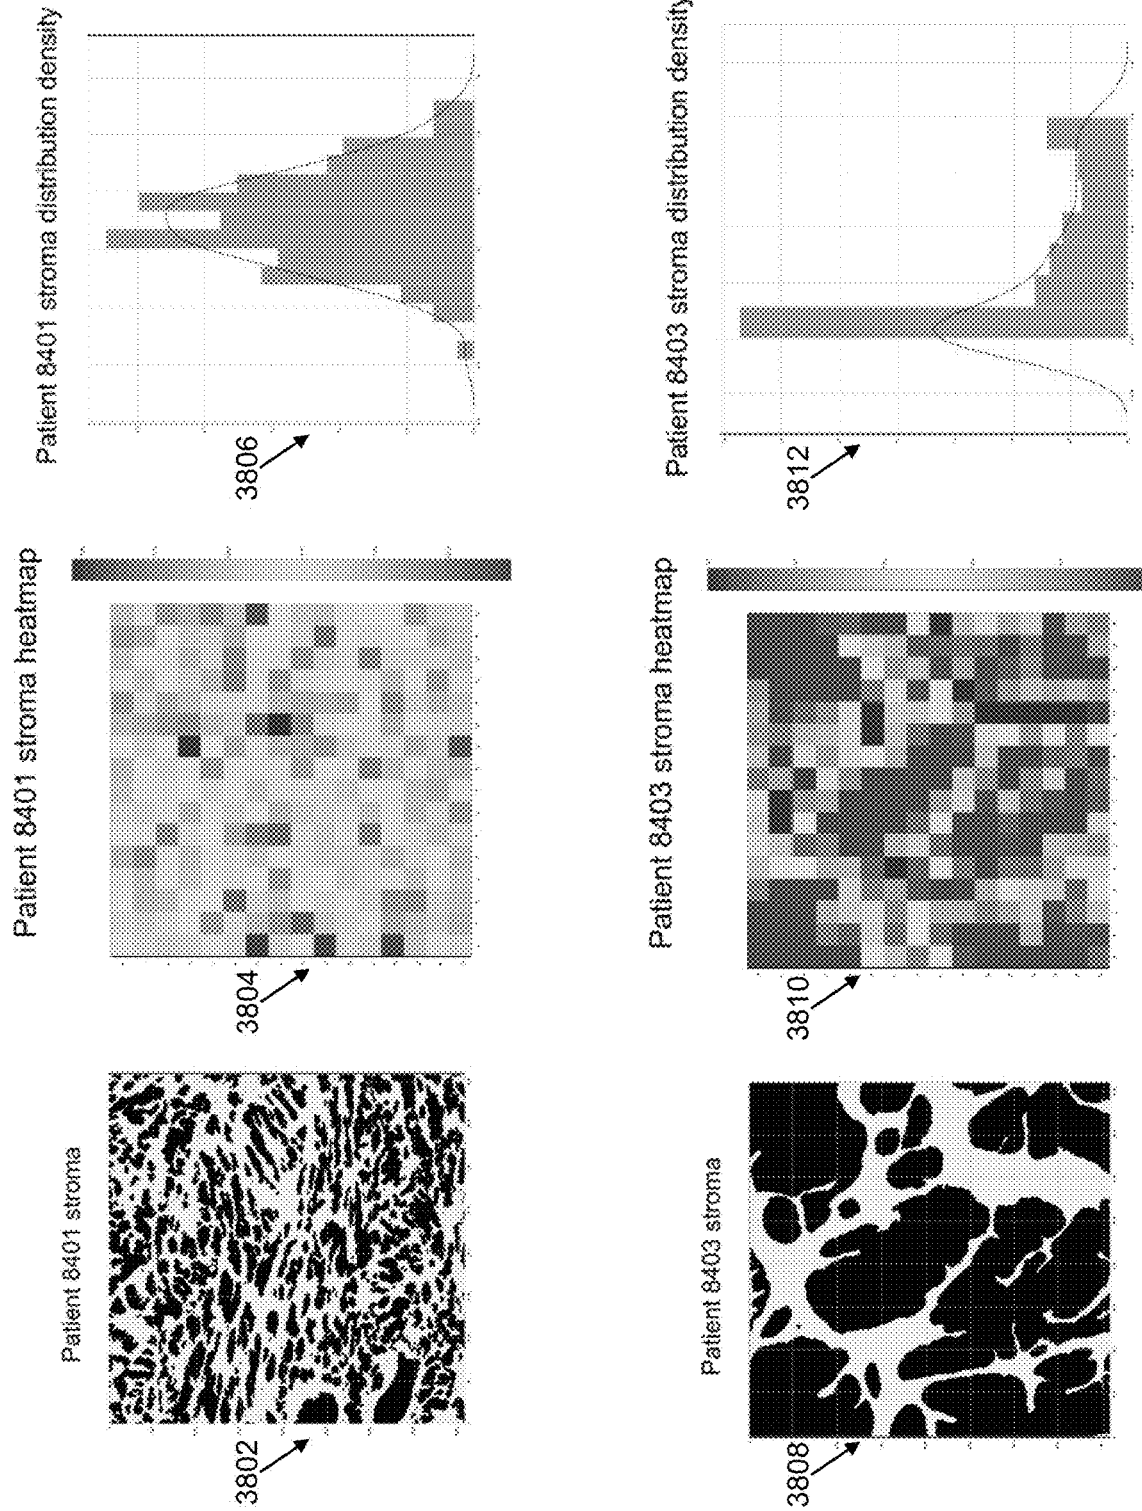 Patient 8401 stroma
3802
Patient 8401 stroma heatmap
3804
Patient 8401 stroma distribution density
3806
Patient 8403 stroma
3808
Patient 8403 stroma heatmap
3810
Patient 8403 stroma distribution density
3812